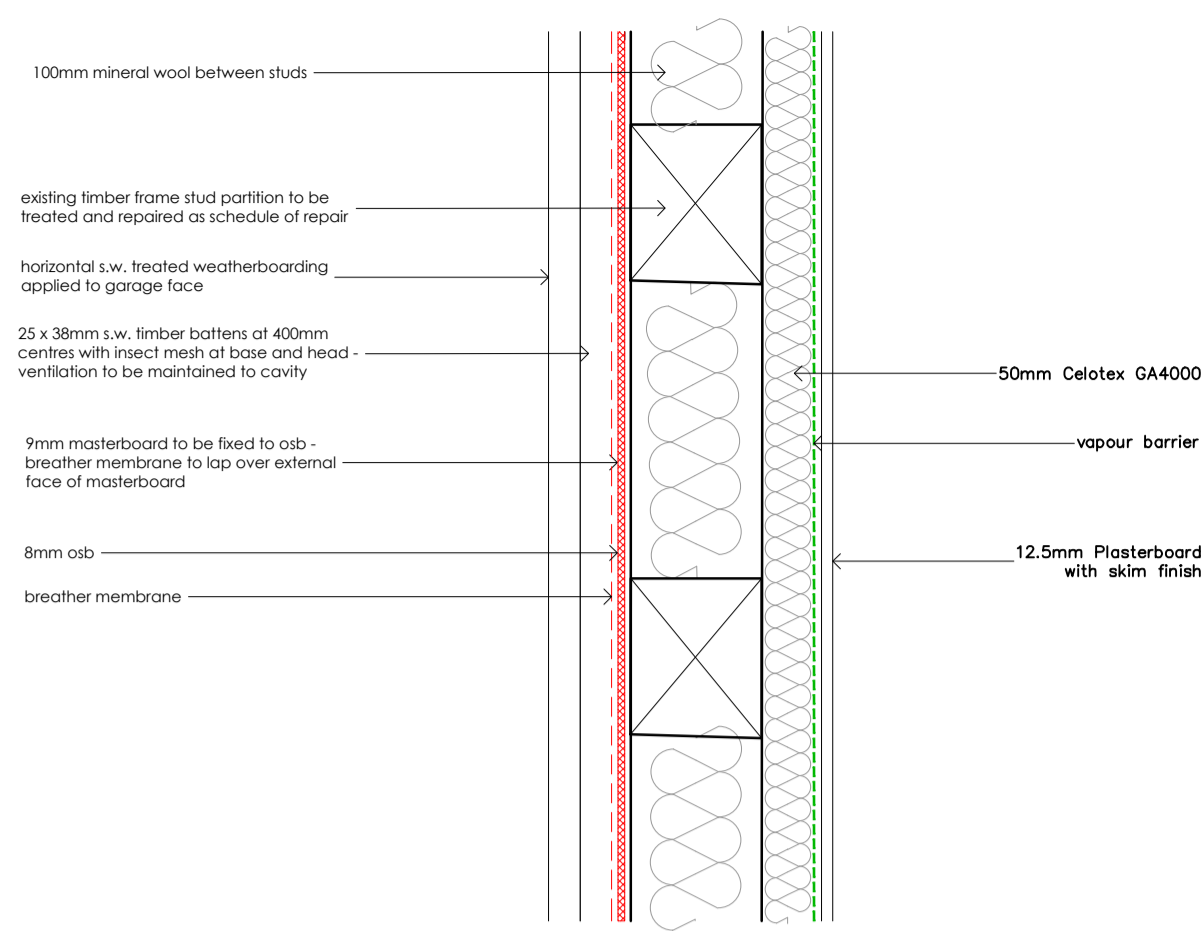 100mm mineral wool between studs
existing timber frame stud partition to be
treated and repaired as schedule of repair
horizontal s.w. treated weatherboarding
applied to garage face
25 x 38mm s.w. timber battens at 400mm
centres with insect mesh at base and head -
ventilation to be maintained to cavity
9mm masterboard to be fixed to osb -
breather membrane to lap over external
face of masterboard
8mm osb
breather membrane
50mm Celotex GA4000
vapour barrier
12.5mm Plasterboard
with skim finish